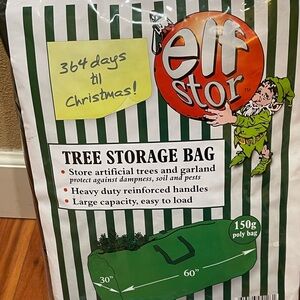 364 days
til
Christmas!
elf
stor
TREE STORAGE BAG
• Store artificial trees and garland
protect against dampness, soil and pests
• Heavy duty reinforced handles
• Large capacity, easy to load
150g
poly bag
30"
60"